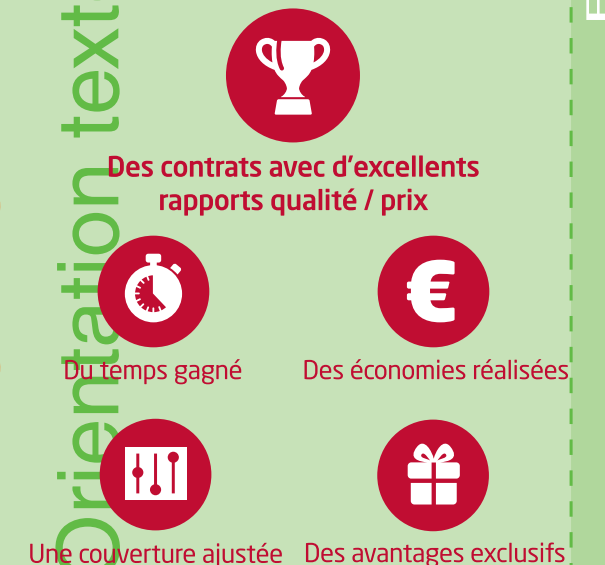 Orientation text
Des contrats avec d'excellents
rapports qualité / prix
Du temps gagné
Des économies réalisées
Une couverture ajustée
Des avantages exclusifs